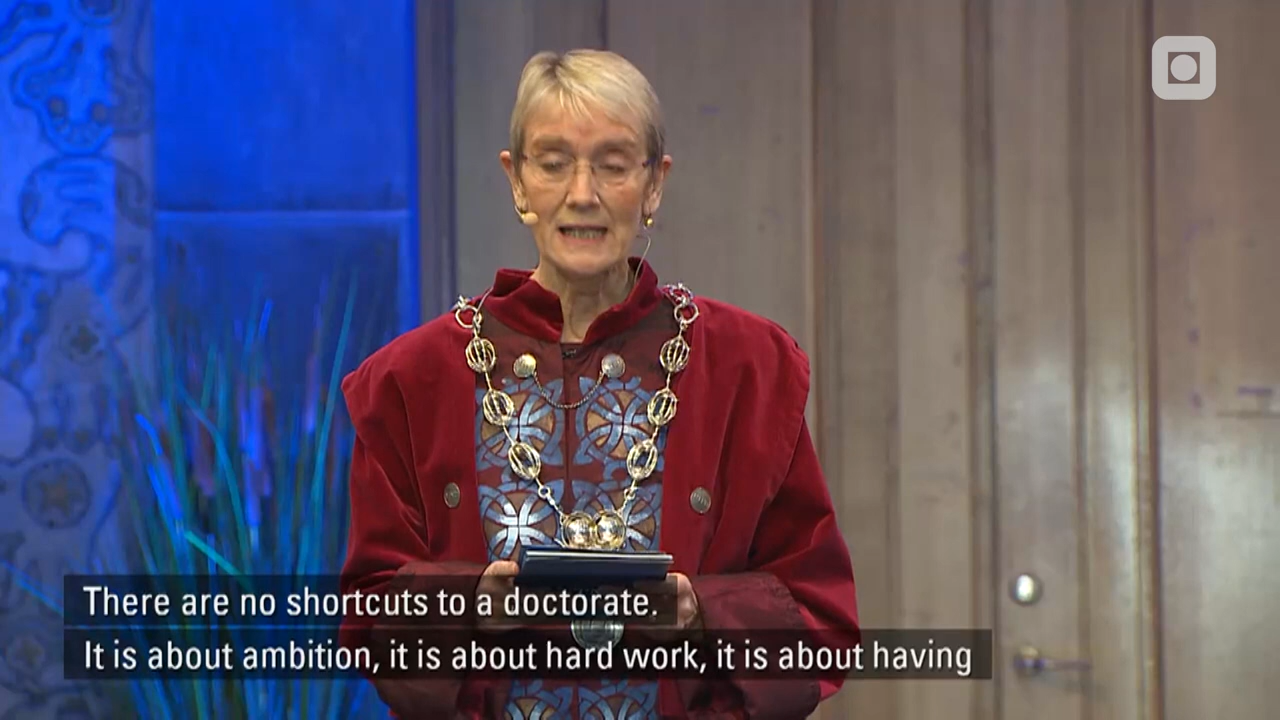 There are no shortcuts to a doctorate.
It is about ambition, it is about hard work, it is about having